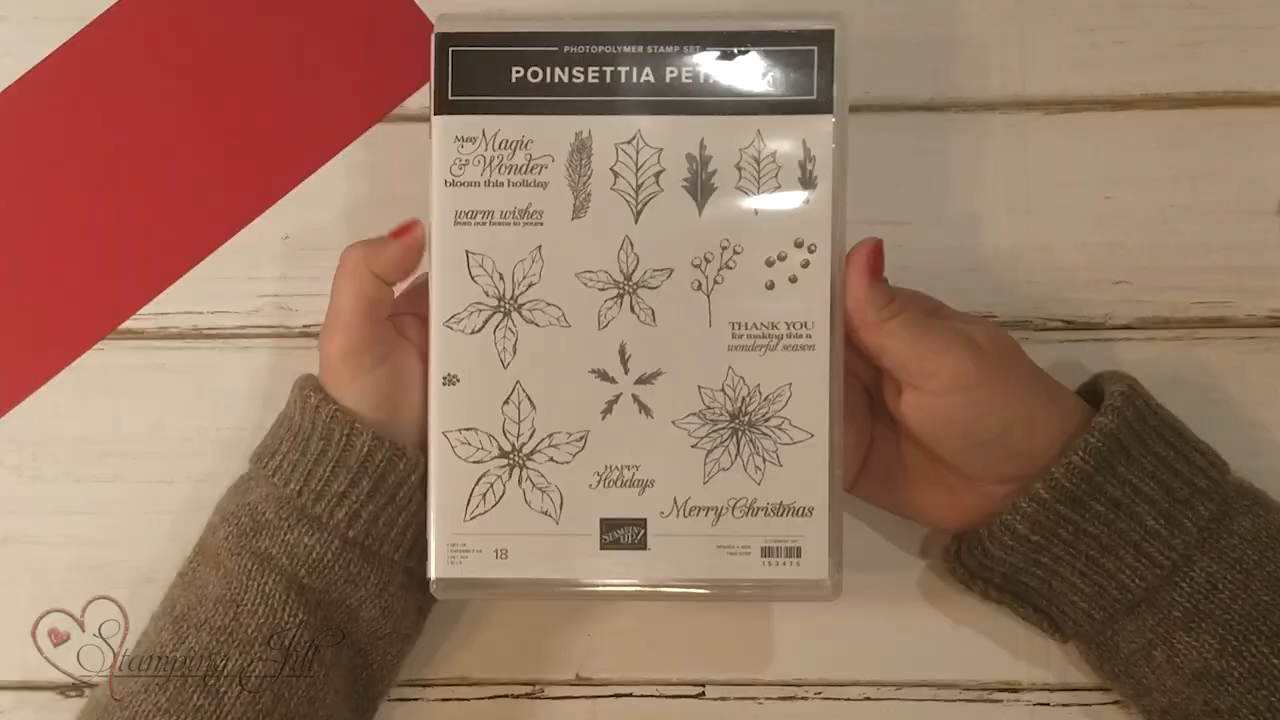 PHOTOPOLYMER STAMP SET
POINSETTIA
May Magic
& Wonder
bloom this holiday
warm wishes
from our home to yours
THANK YOU
for making this a
wonderful season
HAPPY
Holidays
Merry Christmas
STAMPIN'
UP!
18
153475
Stamping Jill